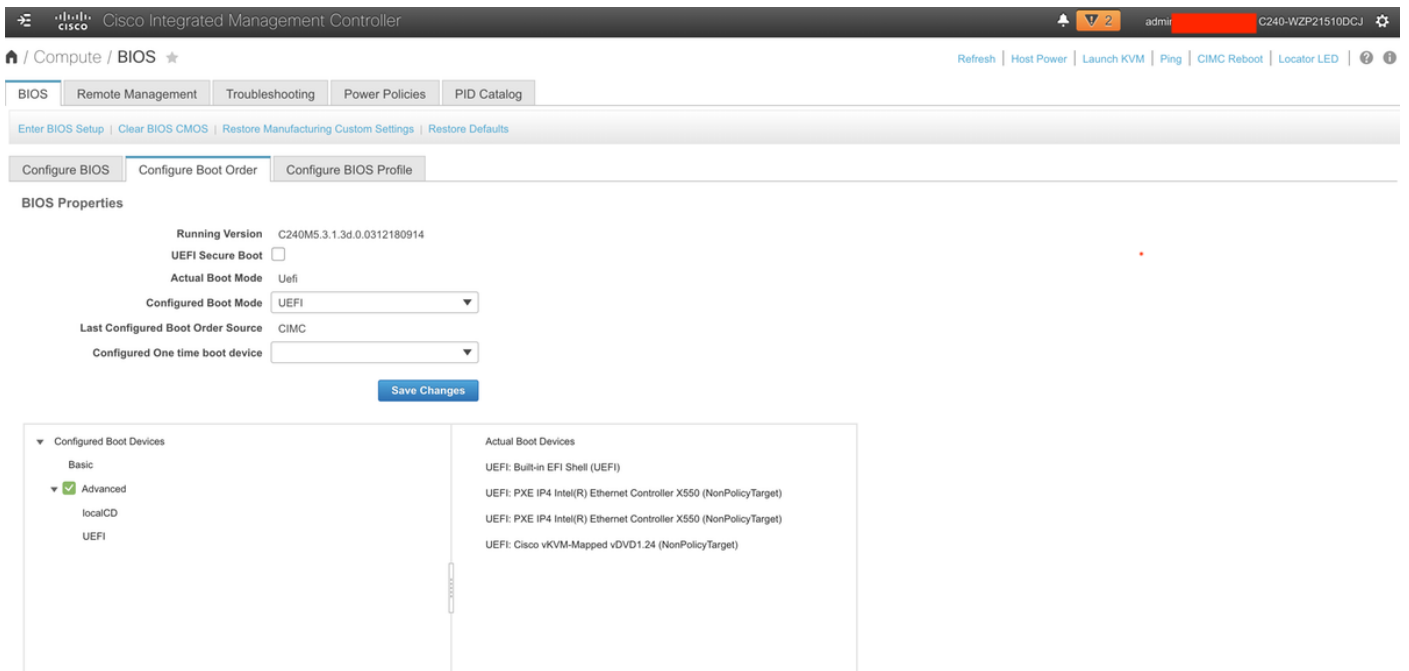 cisco Cisco Integrated Management Controller 2 admin C240-WZP21510DCJ
/ Compute / BIOS
Refresh | Host Power | Launch KVM | Ping | CIMC Reboot | Locator LED
BIOS Remote Management Troubleshooting Power Policies PID Catalog
Enter BIOS Setup | Clear BIOS CMOS | Restore Manufacturing Custom Settings | Restore Defaults
Configure BIOS Configure Boot Order Configure BIOS Profile
BIOS Properties
Running Version C240M5.3.1.3d.0.0312180914
UEFI Secure Boot
Actual Boot Mode Uefi
Configured Boot Mode UEFI
Last Configured Boot Order Source CIMC
Configured One time boot device
Save Changes
Configured Boot Devices
Basic
Advanced
localCD
UEFI
Actual Boot Devices
UEFI: Built-in EFI Shell (UEFI)
UEFI: PXE IP4 Intel(R) Ethernet Controller X550 (NonPolicyTarget)
UEFI: PXE IP4 Intel(R) Ethernet Controller X550 (NonPolicyTarget)
UEFI: Cisco vKVM-Mapped vDVD1.24 (NonPolicyTarget)